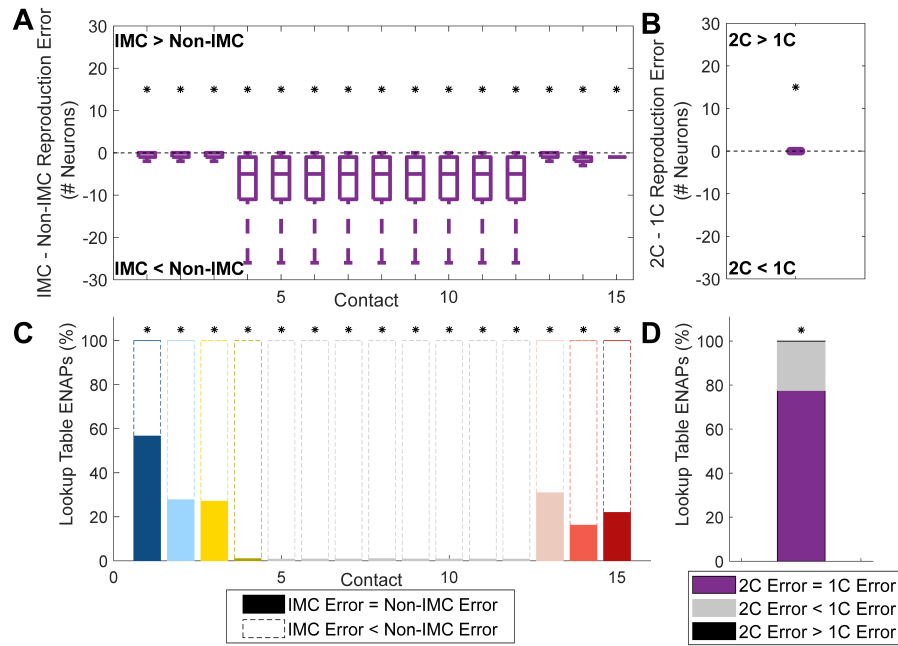 A
IMC - Non-IMC Reproduction Error
(# Neurons)
30
20
10
0
-10
-20
-30
IMC > Non-IMC
* * * * * * * * * * * * * * *
IMC < Non-IMC
5 10 15
Contact
B
2C - 1C Reproduction Error
(# Neurons)
30
20
10
0
-10
-20
-30
2C > 1C
*
2C < 1C
C
Lookup Table ENAPs (%)
100
80
60
40
20
0
* * * * * * * * * * * * * * *
0 5 10 15
Contact
IMC Error = Non-IMC Error
IMC Error < Non-IMC Error
D
Lookup Table ENAPs (%)
100
80
60
40
20
0
*
2C Error = 1C Error
2C Error < 1C Error
2C Error > 1C Error